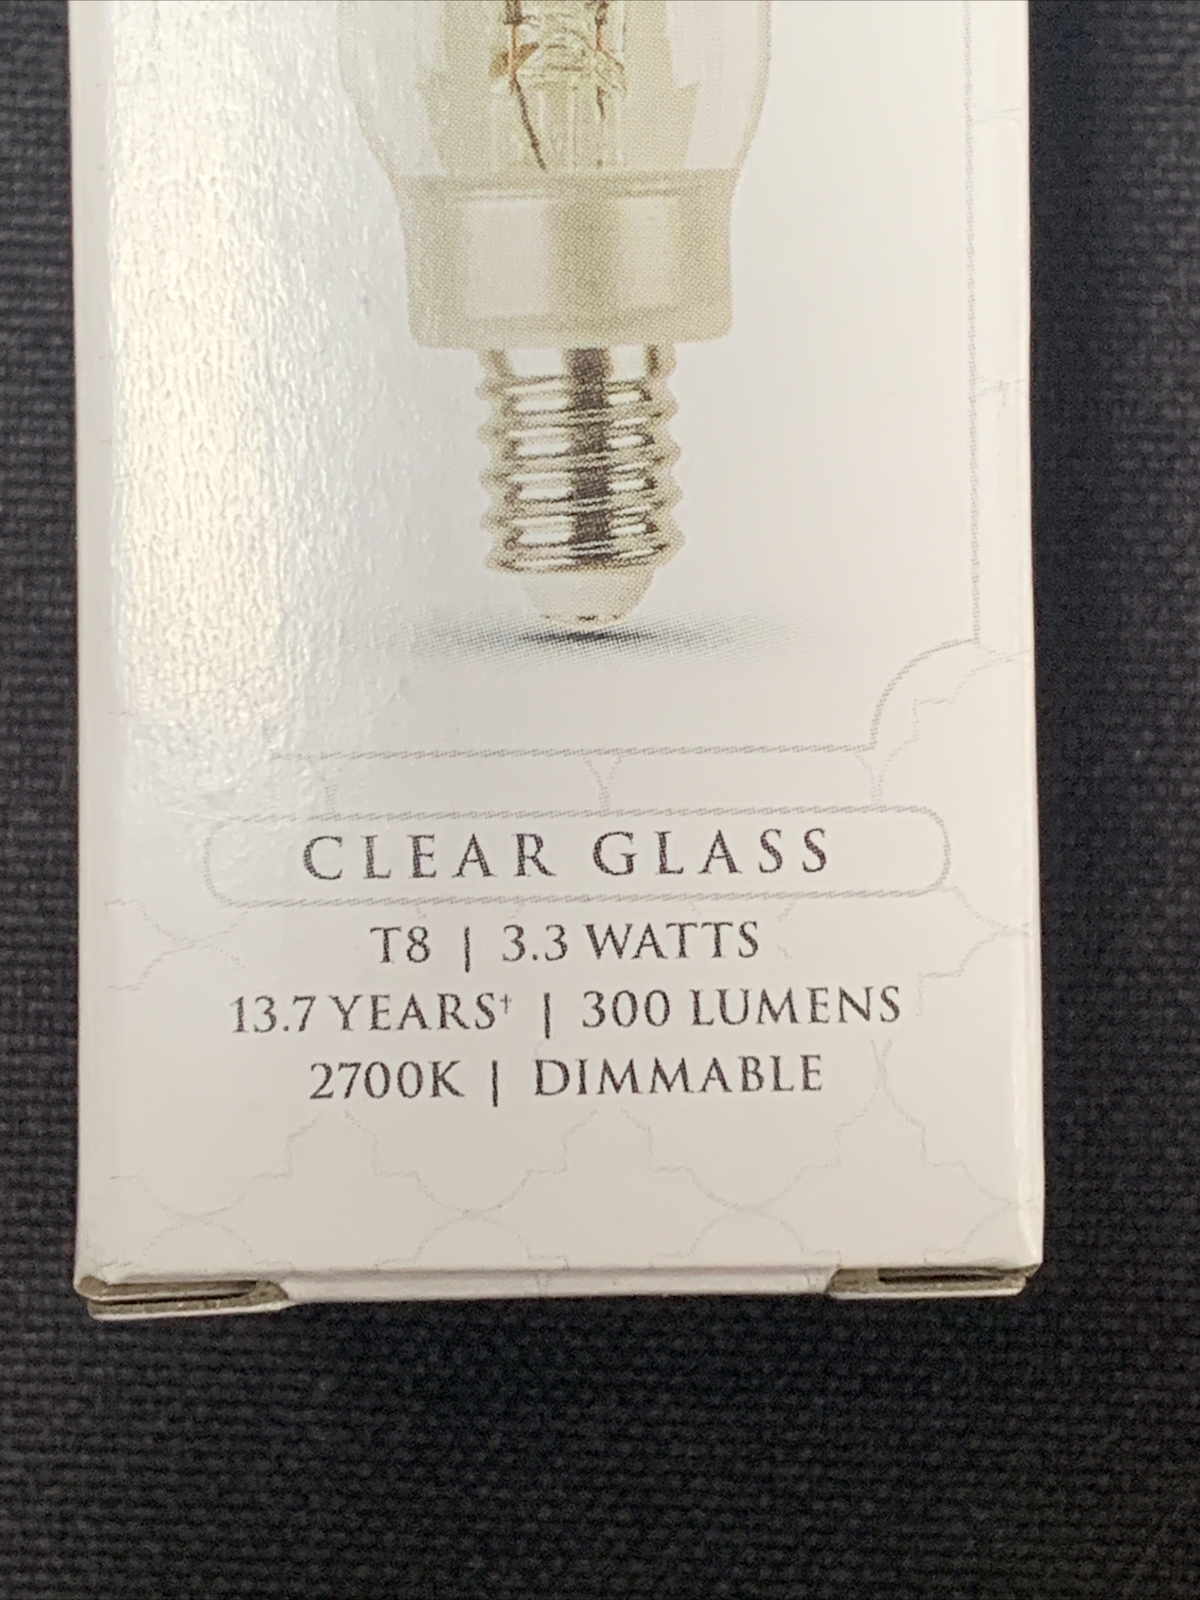 CLEAR GLASS
T8 | 3.3 WATTS
13.7 YEARS† | 300 LUMENS
2700K | DIMMABLE